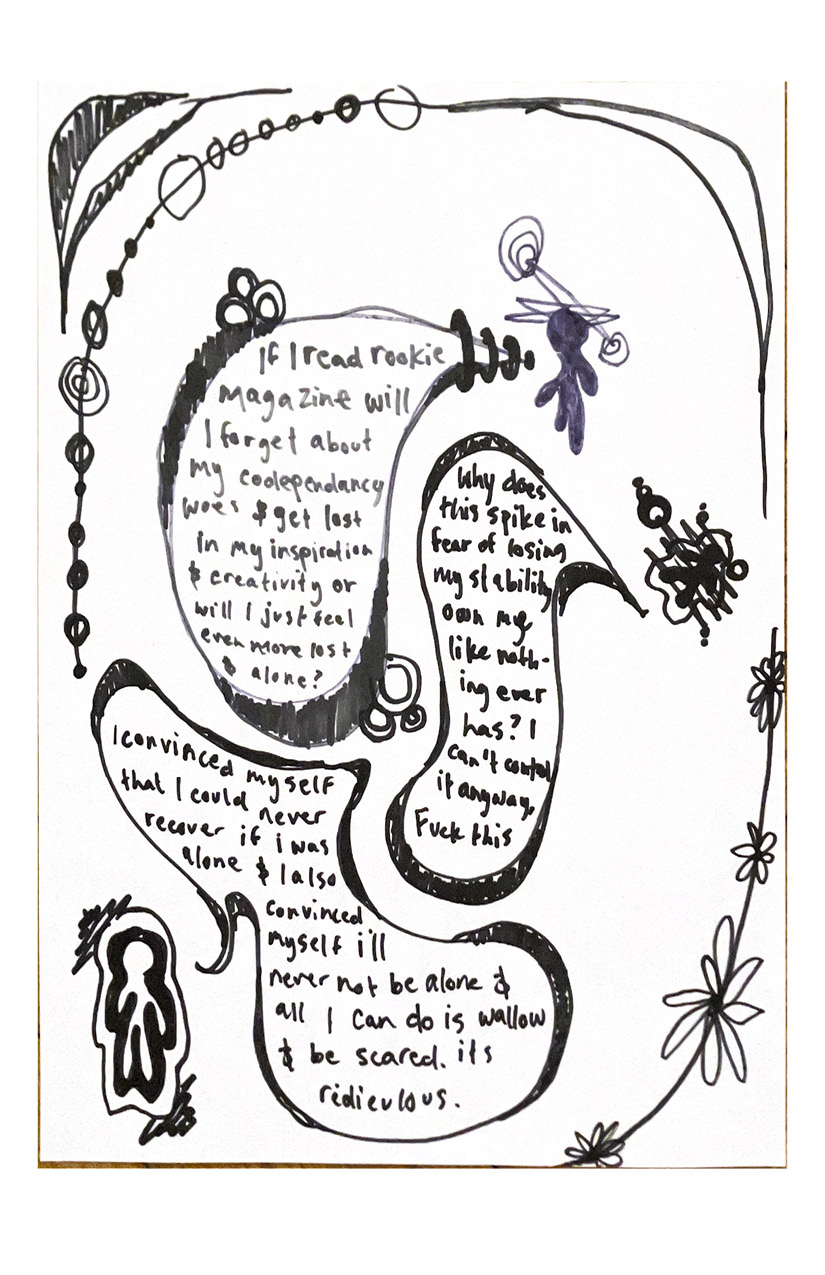 If I read rookie
magazine will
I forget about
my codependancy
woes & get lost
in my inspiration
& creativity or
will I just feel
even more lost
& alone?
Why does
this spike in
fear of losing
my stability
own me
like noth-
ing ever
has? I
can't control
it anyway.
Fuck this
I convinced myself
that I could never
recover if i was
alone & I also
convinced
myself i'll
never not be alone &
all I can do is wallow
& be scared. its
rediculous.